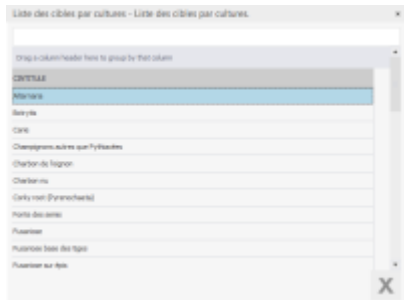 Liste des cibles par cultures - Liste des cibles par cultures.
Drag a column header here to group by that column
Alternaria
Botrytis
Carie
Champignons autres que Pythiacées
Charbon de l'oignon
Charbon nu
Corky root (Pyrenochaeta)
Fonte des semis
Fusariose
Fusariose base des tiges
Fusariose sur épis
X